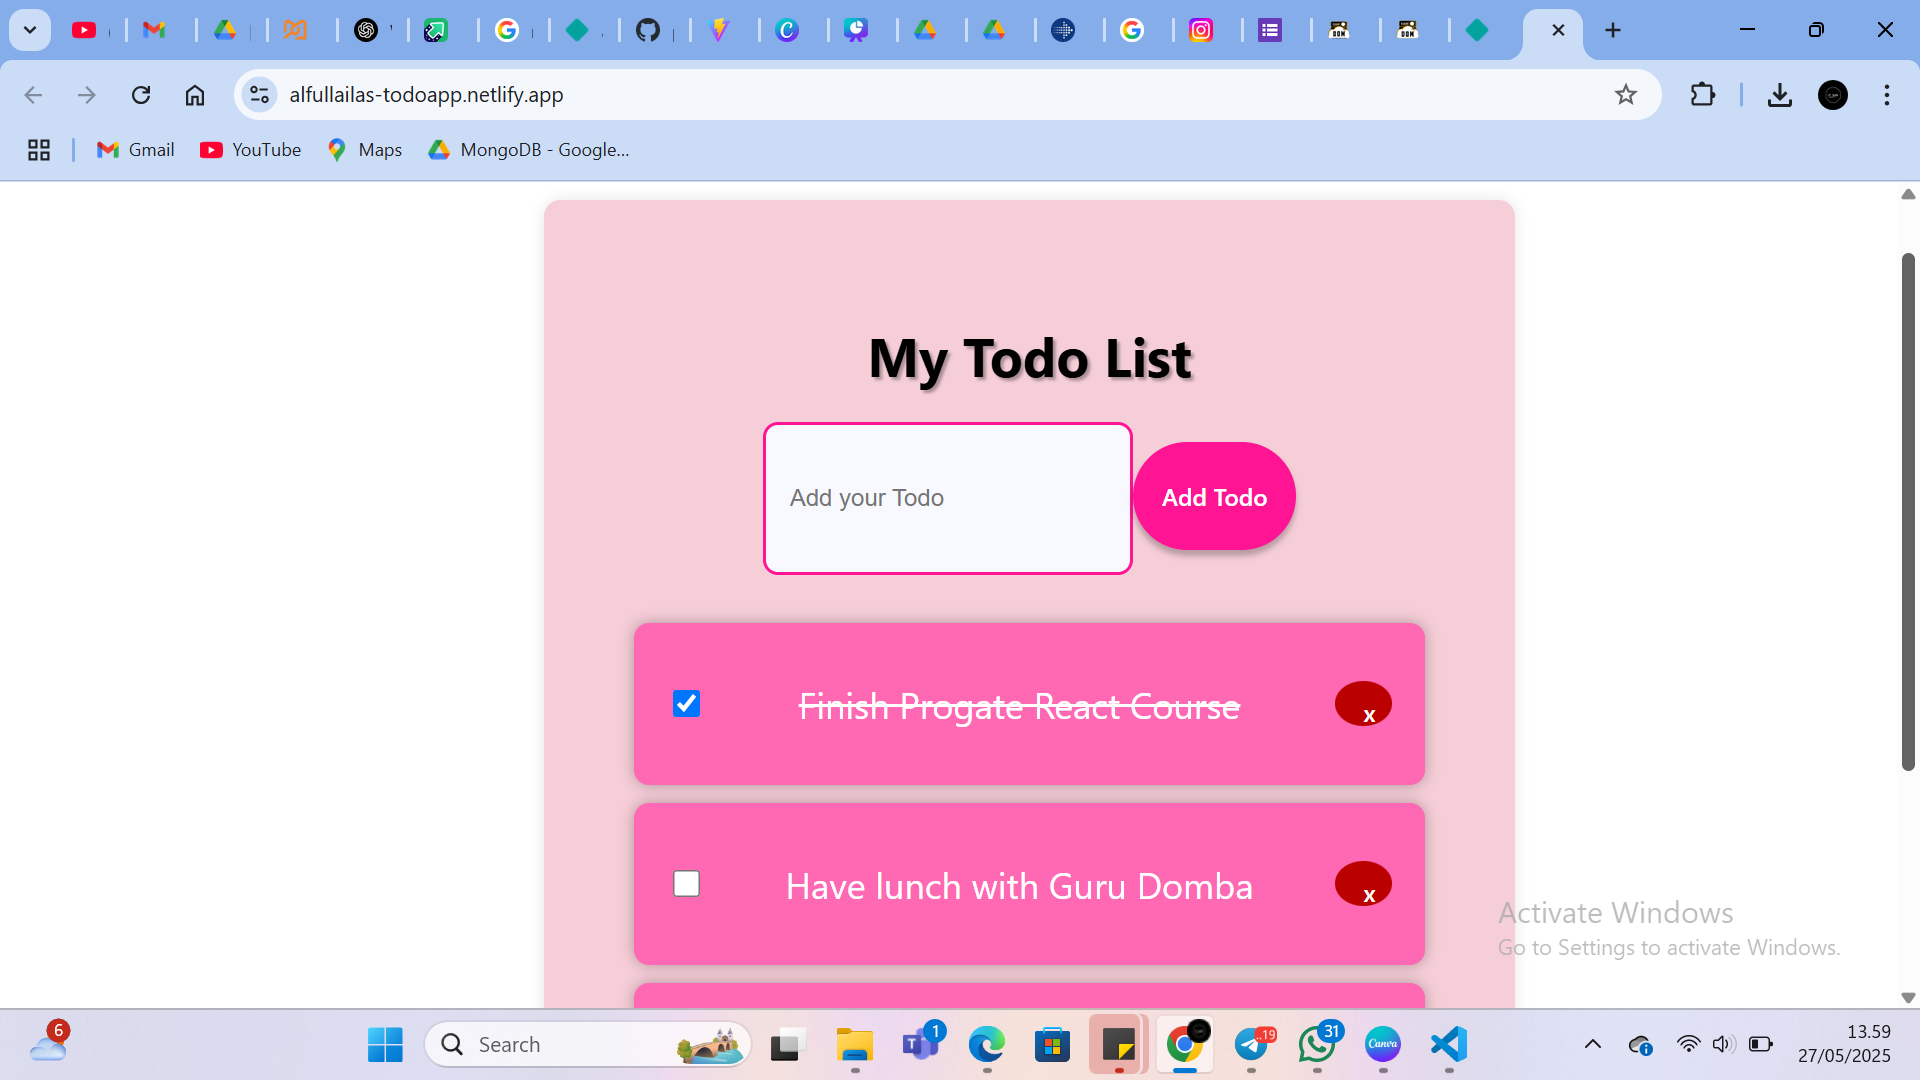 alfullailas-todoapp.netlify.app
Gmail
YouTube
Maps
MongoDB - Google...
My Todo List
Add your Todo
Add Todo
Finish Progate React Course
x
Have lunch with Guru Domba
x
Activate Windows
Go to Settings to activate Windows.
6
Search
1
..19
31
Canva
13.59
27/05/2025